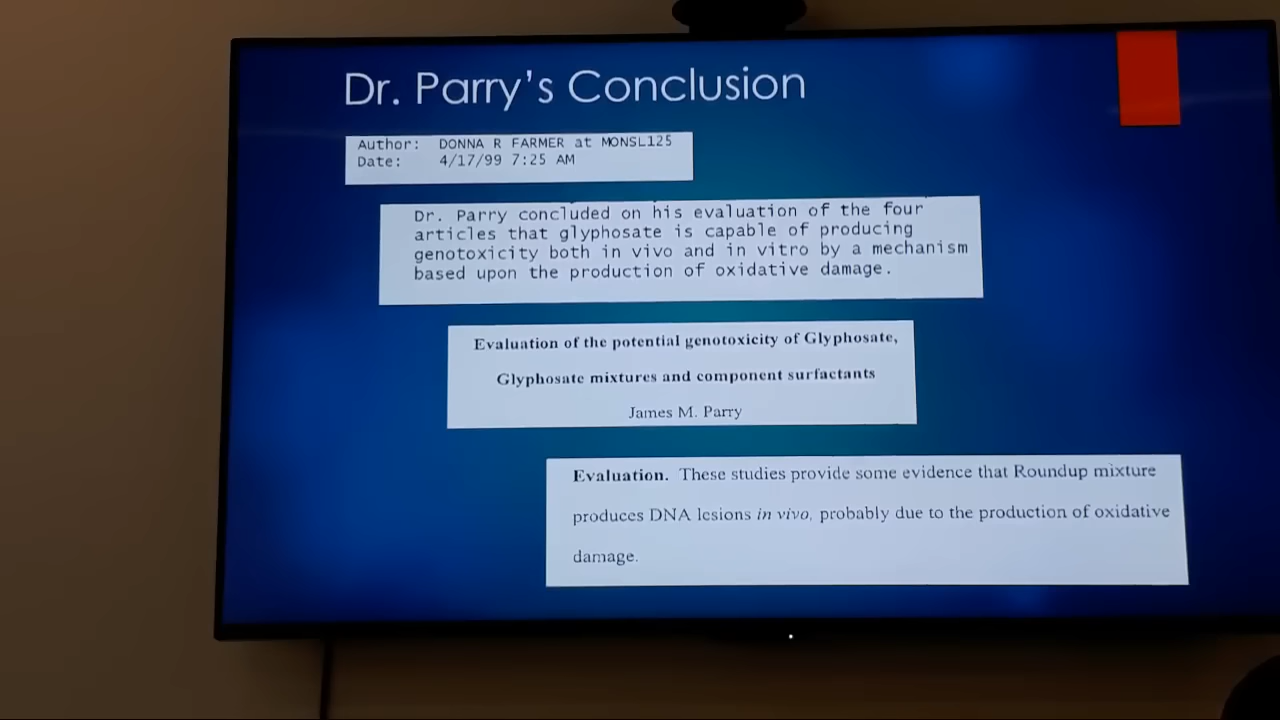 Dr. Parry's Conclusion
Author: DONNA R FARMER at MONSL125
Date: 4/17/99 7:25 AM
Dr. Parry concluded on his evaluation of the four
articles that glyphosate is capable of producing
genotoxicity both in vivo and in vitro by a mechanism
based upon the production of oxidative damage.
Evaluation of the potential genotoxicity of Glyphosate,
Glyphosate mixtures and component surfactants
James M. Parry
Evaluation. These studies provide some evidence that Roundup mixture
produces DNA lesions in vivo, probably due to the production of oxidative
damage.